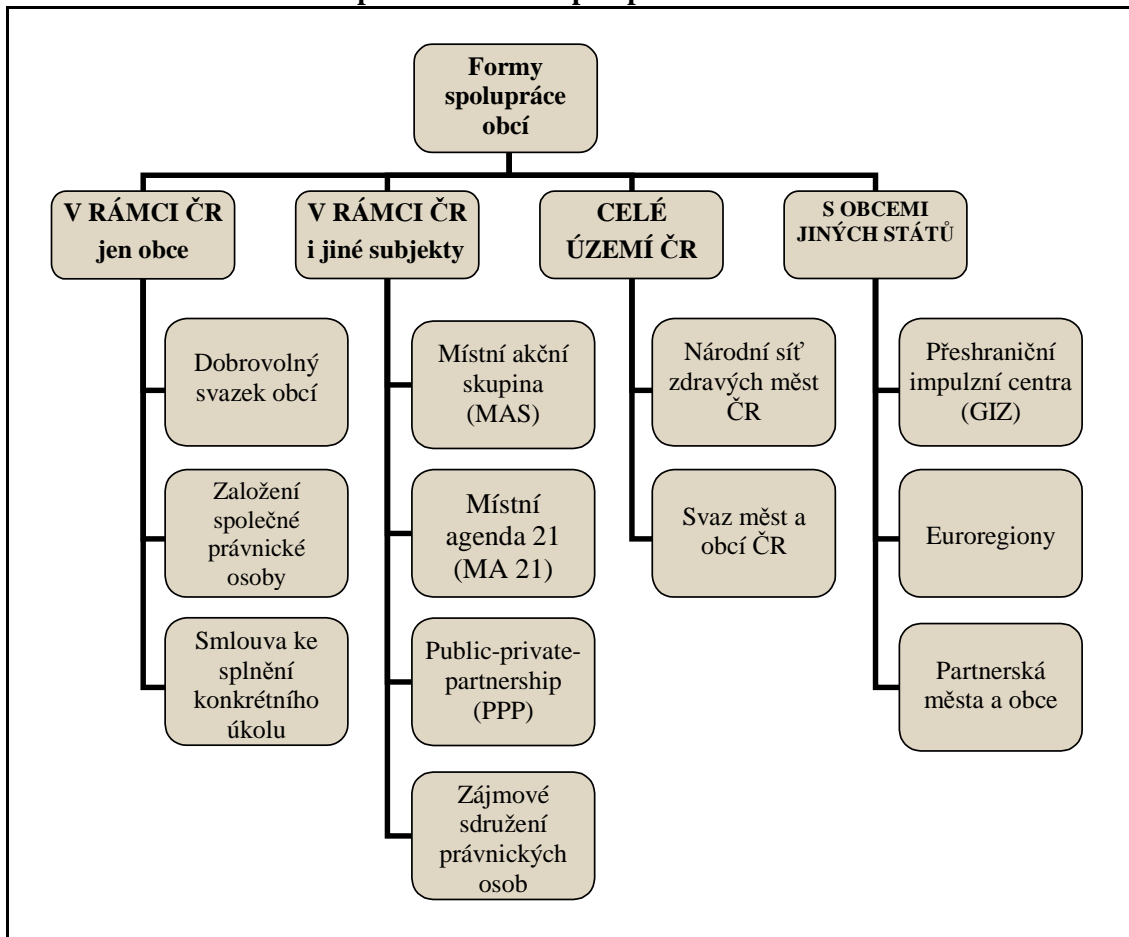 Formy
spolupráce
obcí
V RÁMCI ČR
jen obce
V RÁMCI ČR
i jiné subjekty
CELÉ
ÚZEMÍ ČR
S OBCEMI
JINÝCH STÁTŮ
Dobrovolný
svazek obcí
Založení
společné
právnické
osoby
Smlouva ke
splnění
konkrétního
úkolu
Místní akční
skupina
(MAS)
Místní
agenda 21
(MA 21)
Public-private-
partnership
(PPP)
Zájmové
sdružení
právnických
osob
Národní síť
zdravých měst
ČR
Svaz měst a
obcí ČR
Přeshraniční
impulzní centra
(GIZ)
Euroregiony
Partnerská
města a obce